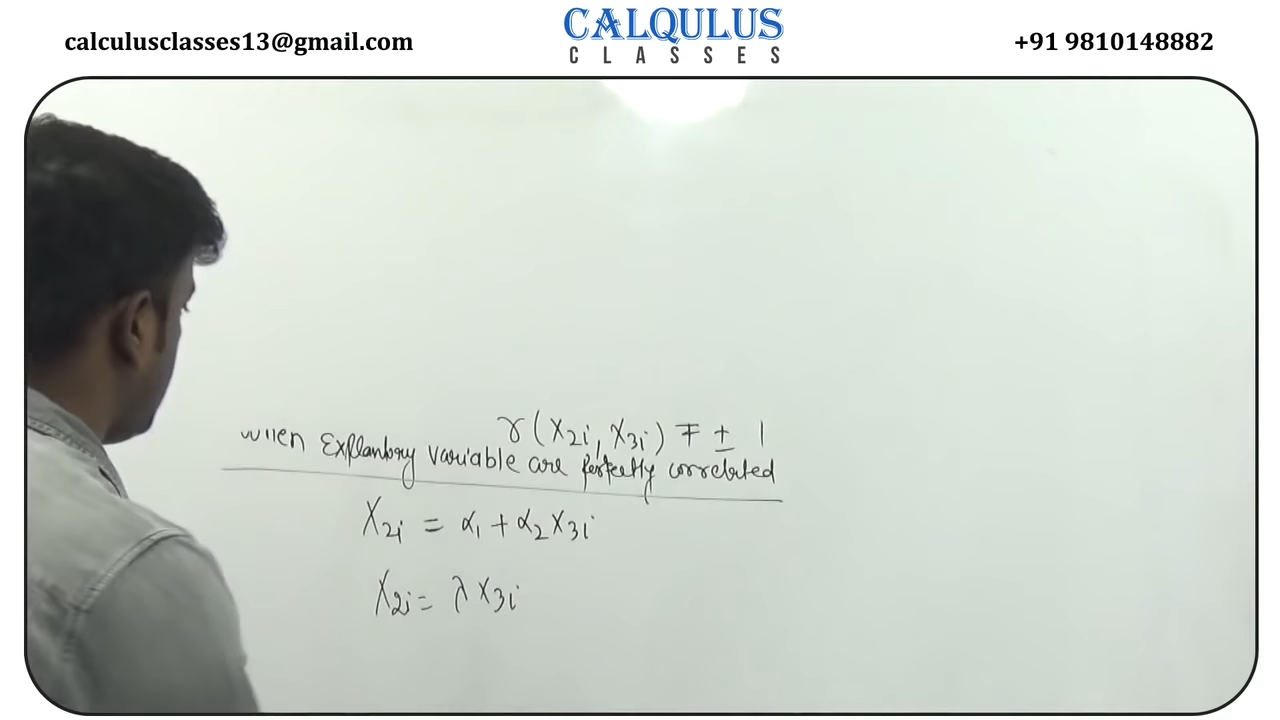 calculusclasses13@gmail.com
CALQULUS
CLASSES
+91 9810148882
r(X2i, X3i) ∓ ± 1
when Explantory variable are perfectly correlated
X2i = α1 + α2 X3i
X2i = λ X3i